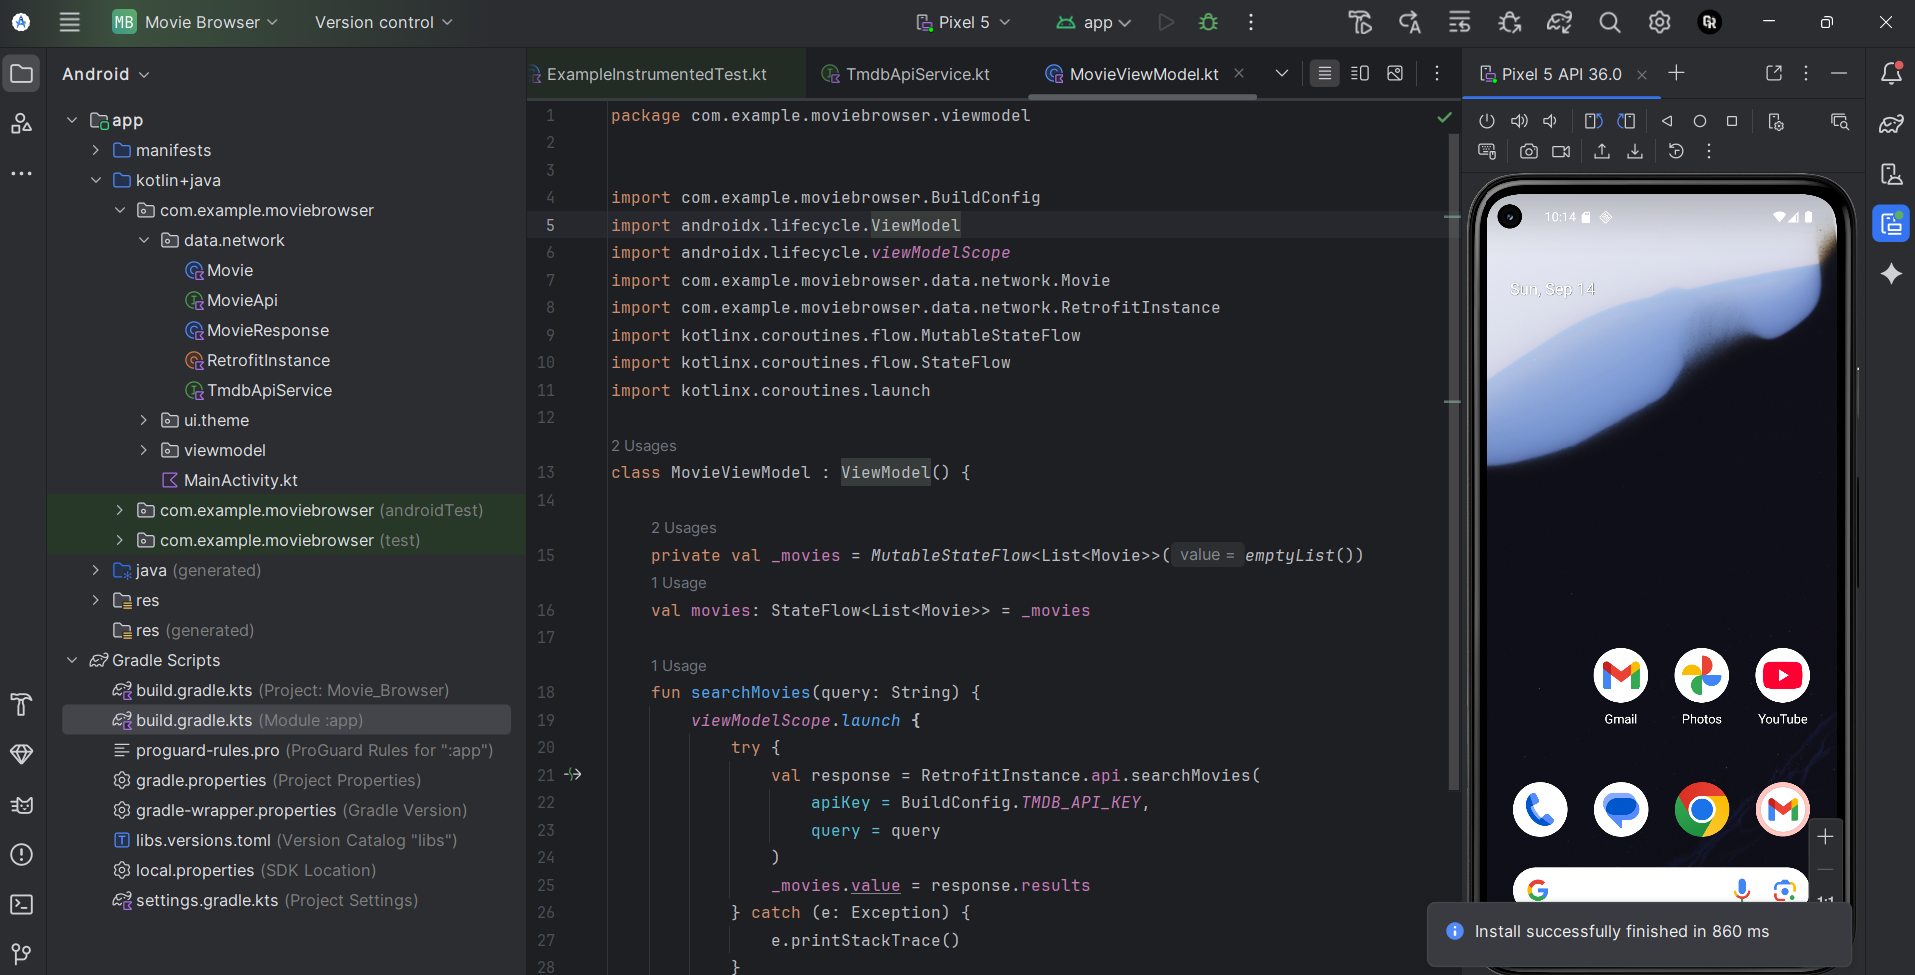 MB Movie Browser
Version control
Pixel 5
app
Android
app
manifests
kotlin+java
com.example.moviebrowser
data.network
Movie
MovieApi
MovieResponse
RetrofitInstance
TmdbApiService
ui.theme
viewmodel
MainActivity.kt
com.example.moviebrowser (androidTest)
com.example.moviebrowser (test)
java (generated)
res
res (generated)
Gradle Scripts
build.gradle.kts (Project: Movie_Browser)
build.gradle.kts (Module :app)
proguard-rules.pro (ProGuard Rules for ":app")
gradle.properties (Project Properties)
gradle-wrapper.properties (Gradle Version)
libs.versions.toml (Version Catalog "libs")
local.properties (SDK Location)
settings.gradle.kts (Project Settings)
ExampleInstrumentedTest.kt
TmdbApiService.kt
MovieViewModel.kt
1 package com.example.moviebrowser.viewmodel
2
3
4 import com.example.moviebrowser.BuildConfig
5 import androidx.lifecycle.ViewModel
6 import androidx.lifecycle.viewModelScope
7 import com.example.moviebrowser.data.network.Movie
8 import com.example.moviebrowser.data.network.RetrofitInstance
9 import kotlinx.coroutines.flow.MutableStateFlow
10 import kotlinx.coroutines.flow.StateFlow
11 import kotlinx.coroutines.launch
12
2 Usages
13 class MovieViewModel : ViewModel() {
14
2 Usages
15 private val _movies = MutableStateFlow<List<Movie>>( value = emptyList())
1 Usage
16 val movies: StateFlow<List<Movie>> = _movies
17
1 Usage
18 fun searchMovies(query: String) {
19 viewModelScope.launch {
20 try {
21 val response = RetrofitInstance.api.searchMovies(
22 apiKey = BuildConfig.TMDB_API_KEY,
23 query = query
24 )
25 _movies.value = response.results
26 } catch (e: Exception) {
27 e.printStackTrace()
28 }
Pixel 5 API 36.0
10:14
Sun, Sep 14
Gmail
Photos
YouTube
1:1
Install successfully finished in 860 ms